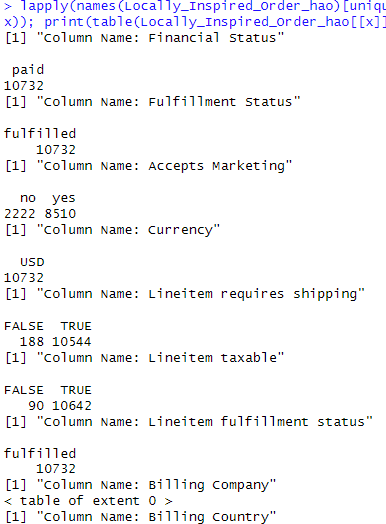 > lapply(names(Locally_Inspired_Order_hao)[uniqu
x)); print(table(Locally_Inspired_Order_hao[[x]]
[1] "Column Name: Financial Status"
paid
10732
[1] "Column Name: Fulfillment Status"
fulfilled
10732
[1] "Column Name: Accepts Marketing"
no yes
2222 8510
[1] "Column Name: Currency"
USD
10732
[1] "Column Name: Lineitem requires shipping"
FALSE TRUE
188 10544
[1] "Column Name: Lineitem taxable"
FALSE TRUE
90 10642
[1] "Column Name: Lineitem fulfillment status"
fulfilled
10732
[1] "Column Name: Billing Company"
< table of extent 0 >
[1] "Column Name: Billing Country"